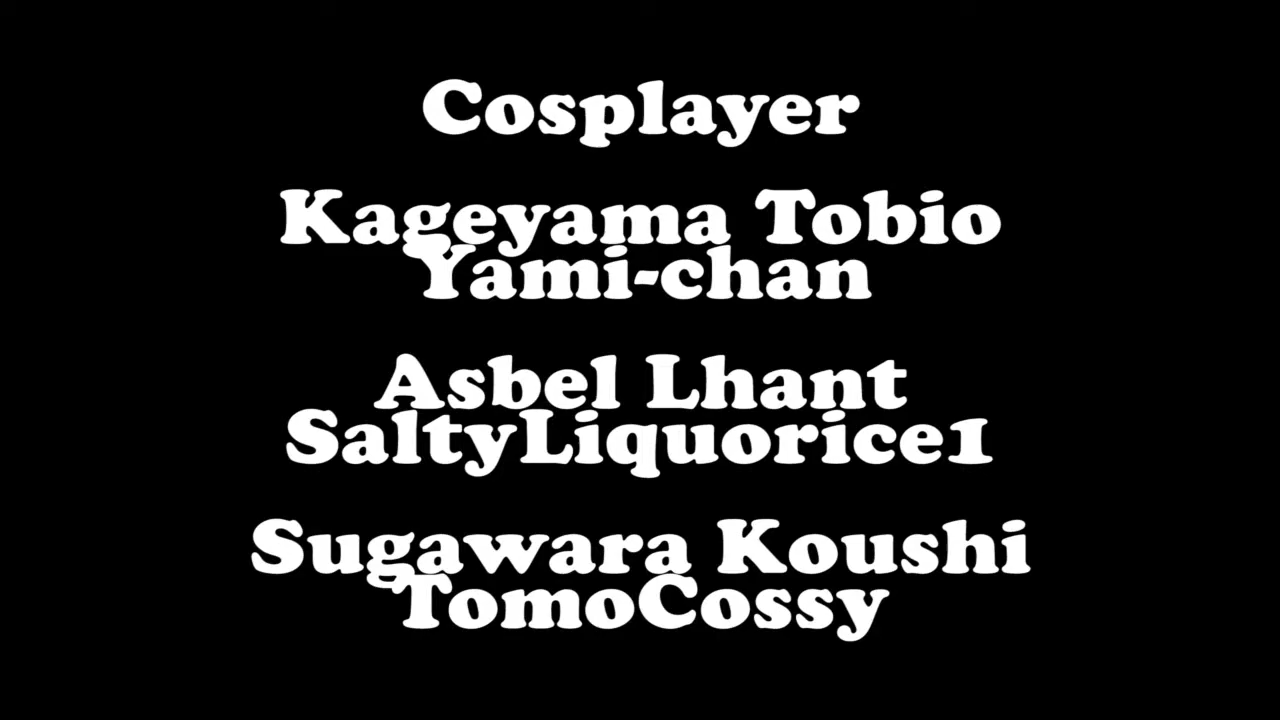 Cosplayer
Kageyama Tobio
Yami-chan
Asbel Lhant
SaltyLiquorice1
Sugawara Koushi
TomoCossy